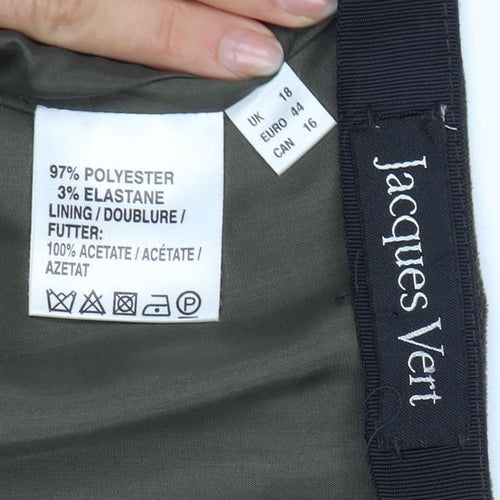 97% POLYESTER
3% ELASTANE
LINING / DOUBLURE /
FUTTER:
100% ACETATE / ACÉTATE /
AZETAT
P
UK 18
EURO 44
CAN 16
Jacques Vert